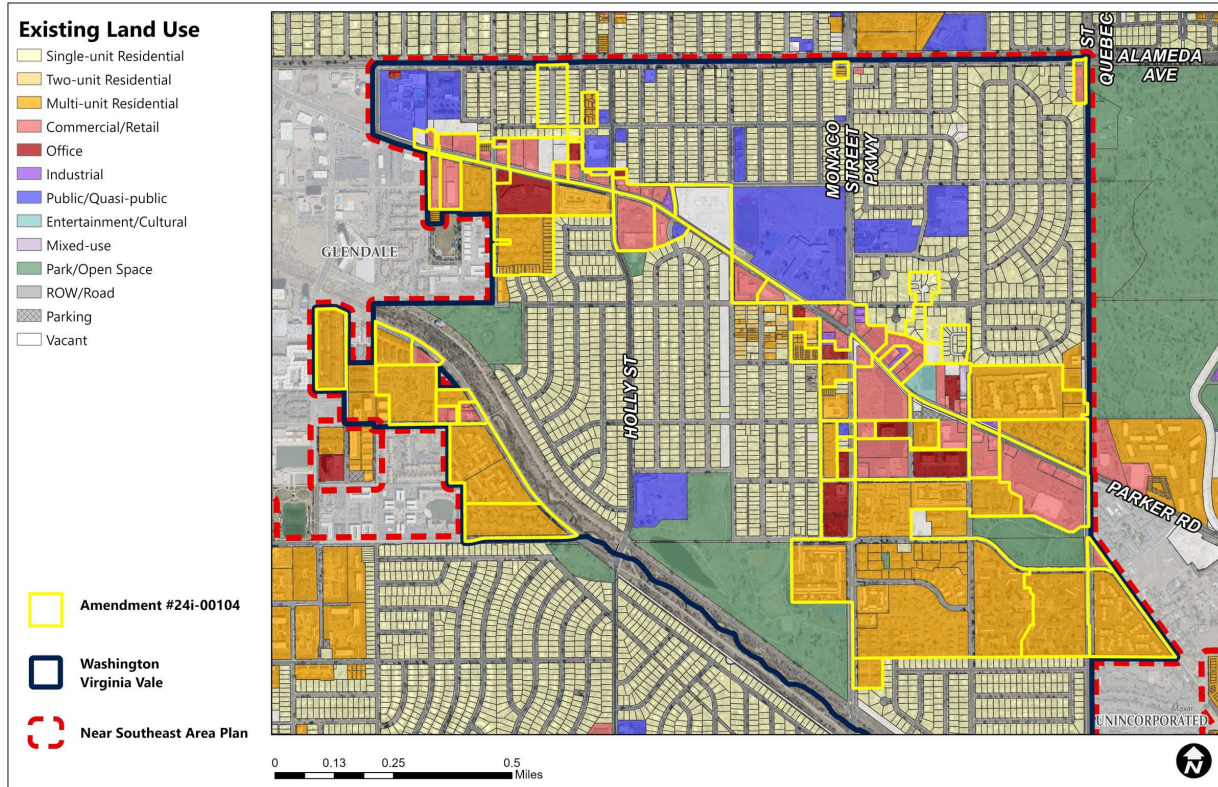 Existing Land Use
Single-unit Residential
Two-unit Residential
Multi-unit Residential
Commercial/Retail
Office
Industrial
Public/Quasi-public
Entertainment/Cultural
Mixed-use
Park/Open Space
ROW/Road
Parking
Vacant
Amendment #24i-00104
Washington
Virginia Vale
Near Southeast Area Plan
QUEBEC ST
ALAMEDA
AVE
MONACO
STREET
PKWY
GLENDALE
HOLLY ST
PARKER RD
UNINCORPORATED
0 0.13 0.25 0.5
Miles
N